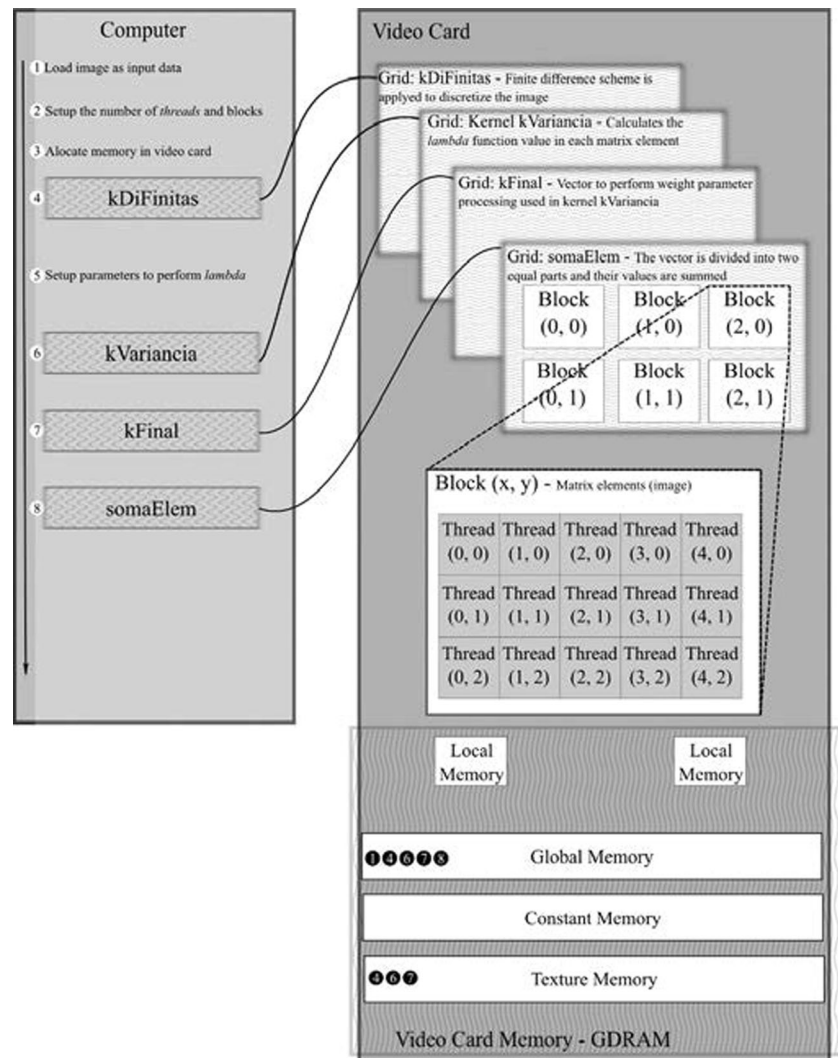 Computer
1 Load image as input data
2 Setup the number of threads and blocks
3 Alocate memory in video card
4 kDiFinitas
5 Setup parameters to perform lambda
6 kVariancia
7 kFinal
8 somaElem
Video Card
Grid: kDiFinitas - Finite difference scheme is
applyed to discretize the image
Grid: Kernel kVariancia - Calculates the
lambda function value in each matrix element
Grid: kFinal - Vector to perform weight parameter
processing used in kernel kVariancia
Grid: somaElem - The vector is divided into two
equal parts and their values are summed
Block Block Block
(0, 0) (1, 0) (2, 0)
Block Block Block
(0, 1) (1, 1) (2, 1)
Block (x, y) - Matrix elements (image)
Thread Thread Thread Thread Thread
(0, 0) (1, 0) (2, 0) (3, 0) (4, 0)
Thread Thread Thread Thread Thread
(0, 1) (1, 1) (2, 1) (3, 1) (4, 1)
Thread Thread Thread Thread Thread
(0, 2) (1, 2) (2, 2) (3, 2) (4, 2)
Local Local
Memory Memory
1 4 6 7 8 Global Memory
Constant Memory
4 6 7 Texture Memory
Video Card Memory - GDRAM